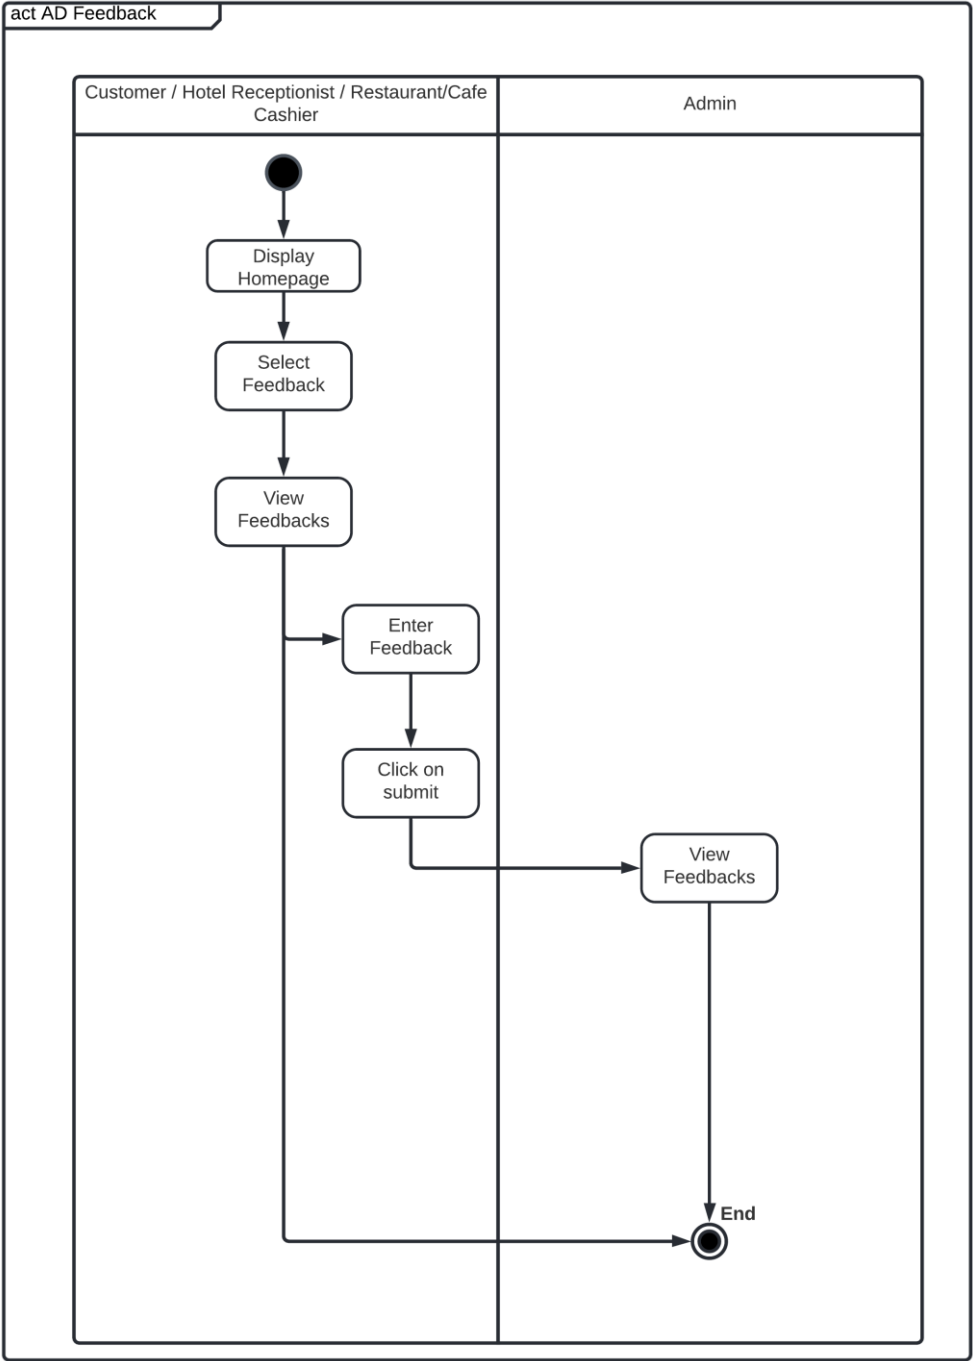 act AD Feedback
Customer / Hotel Receptionist / Restaurant/Cafe
Cashier
Admin
Display
Homepage
Select
Feedback
View
Feedbacks
Enter
Feedback
Click on
submit
View
Feedbacks
End